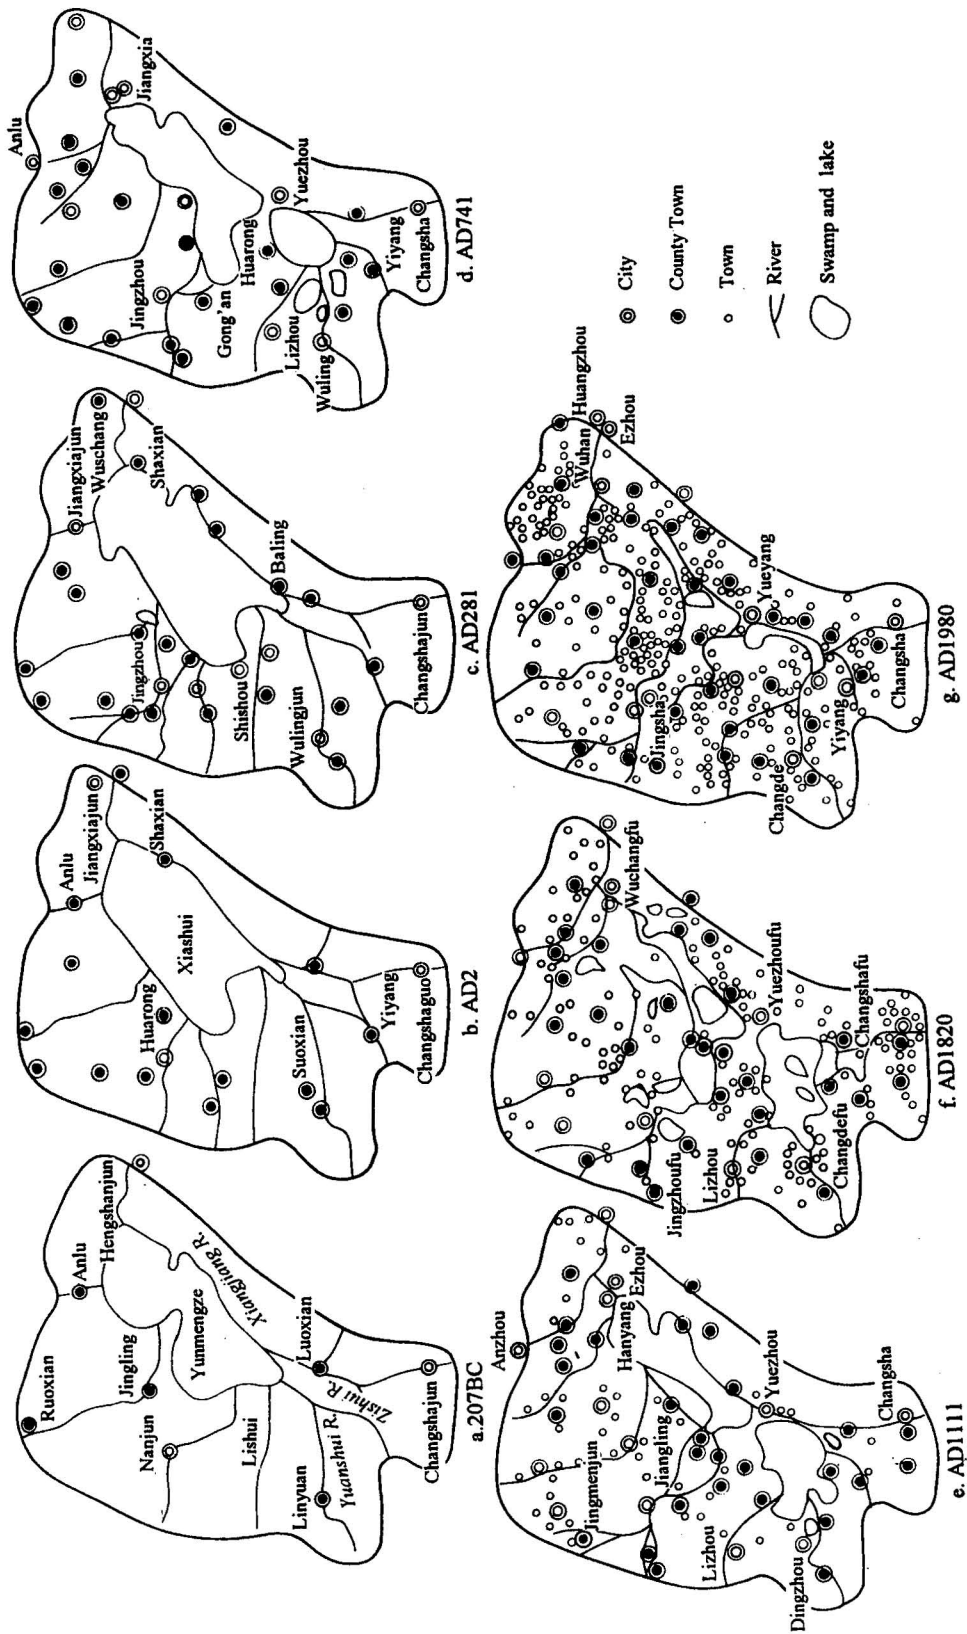 Ruoxian
Anlu
Hengshanjun
Jingling
Nanjun
Yunmengze
Xiangjiang R.
Lishui
Luoxian
Zishui R.
Linyuan
Yuanshui R.
Changshajun
a.207BC
Anlu
Jiangxiajun
Shaxian
Huarong
Xiashui
Suoxian
Yiyang
Changshaguo
b. AD2
Jiangxiajun
Wuschang
Shaxian
Jingzhou
Baling
Shishou
Wulingjun
Changshajun
c. AD281
Anlu
Jiangxia
Jingzhou
Gong'an
Huarong
Yuezhou
Lizhou
Wuling
Yiyang
Changsha
d. AD741
Anzhou
Ezhou
Hanyang
Jingmenjun
Jiangling
Yuezhou
Lizhou
Dingzhou
Changsha
e. AD1111
Wuchangfu
Jingzhoufu
Yuezhoufu
Lizhou
Changdefu
Changshafu
f. AD1820
Huangzhou
Wuhan
Ezhou
Jingsha
Yueyang
Changde
Yiyang
Changsha
g. AD1980
City
County Town
Town
River
Swamp and lake